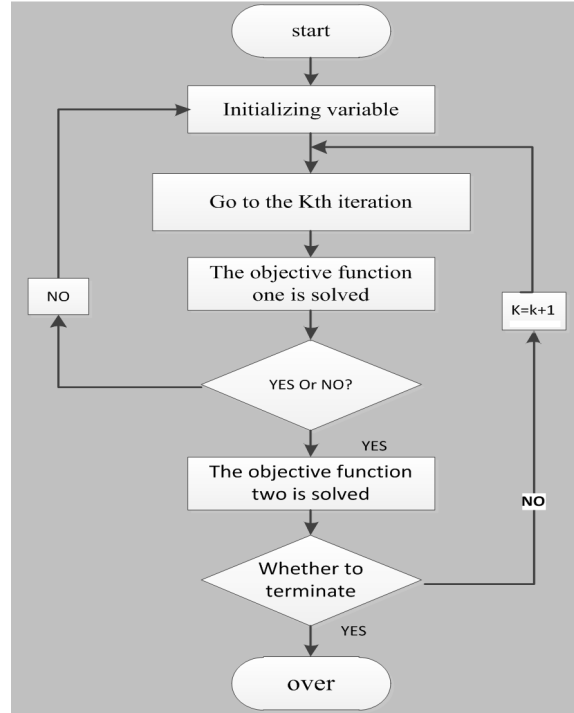 start
Initializing variable
Go to the Kth iteration
The objective function
one is solved
NO
K=k+1
YES Or NO?
YES
The objective function
two is solved
NO
Whether to
terminate
YES
over